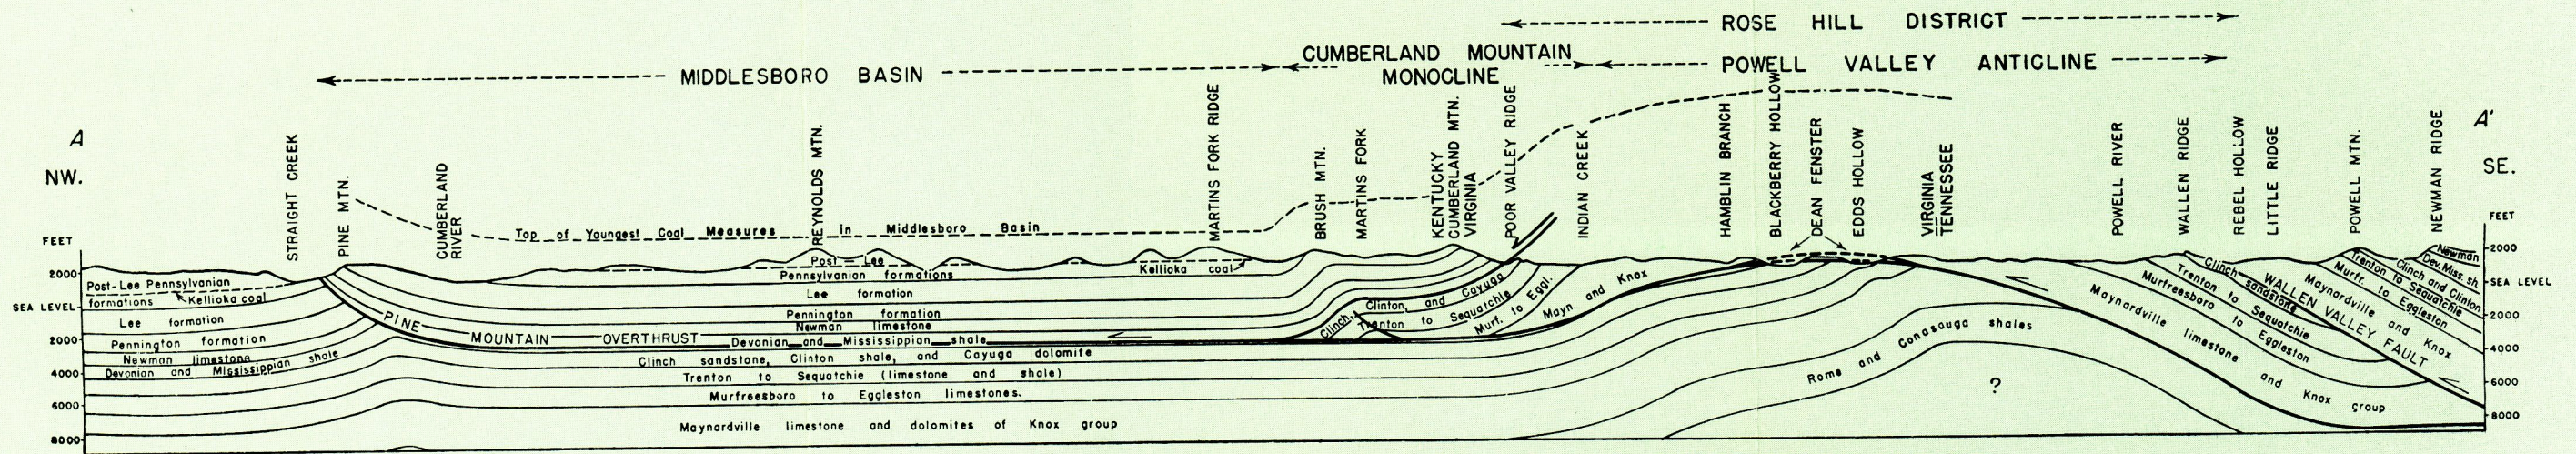 ROSE HILL DISTRICT
CUMBERLAND MOUNTAIN
MONOCLINE
POWELL VALLEY ANTICLINE
MIDDLESBORO BASIN
A
NW.
A'
SE.
STRAIGHT CREEK
PINE MTN.
CUMBERLAND
RIVER
REYNOLDS MTN.
MARTINS FORK RIDGE
BRUSH MTN.
MARTINS FORK
KENTUCKY
CUMBERLAND MTN.
VIRGINIA
POOR VALLEY RIDGE
INDIAN CREEK
HAMBLIN BRANCH
BLACKBERRY HOLLOW
DEAN FENSTER
EDDS HOLLOW
VIRGINIA
TENNESSEE
POWELL RIVER
WALLEN RIDGE
REBEL HOLLOW
LITTLE RIDGE
POWELL MTN.
NEWMAN RIDGE
Top of Youngest Coal Measures in Middlesboro Basin
FEET
2000
SEA LEVEL
2000
4000
6000
8000
FEET
2000
SEA LEVEL
2000
4000
6000
8000
Post-Lee Pennsylvanian
formations
Kellioka coal
Lee formation
Pennington formation
Newman limestone
Devonian and Mississippian shale
PINE MOUNTAIN OVERTHRUST
Post-Lee
Pennsylvanian formations
Kellioka coal
Lee formation
Pennington formation
Newman limestone
Devonian and Mississippian shale
Clinch sandstone, Clinton shale, and Cayuga dolomite
Trenton to Sequatchie (limestone and shale)
Murfreesboro to Eggleston limestones.
Maynardville limestone and dolomites of Knox group
Clinch
Clinton, and Cayuga
Trenton to Sequatchie
Murf. to Eggl.
Mayn. and Knox
Rome and Conasauga shales
?
Maynardville limestone and Knox group
Murfreesboro to Eggleston
Trenton to Sequatchie
Clinch
sandstone
WALLEN VALLEY FAULT
Maynardville and Knox
Murf. to Eggleston
Trenton to Sequatchie
Clinch and Clinton
Dev. Miss. sh.
Newman